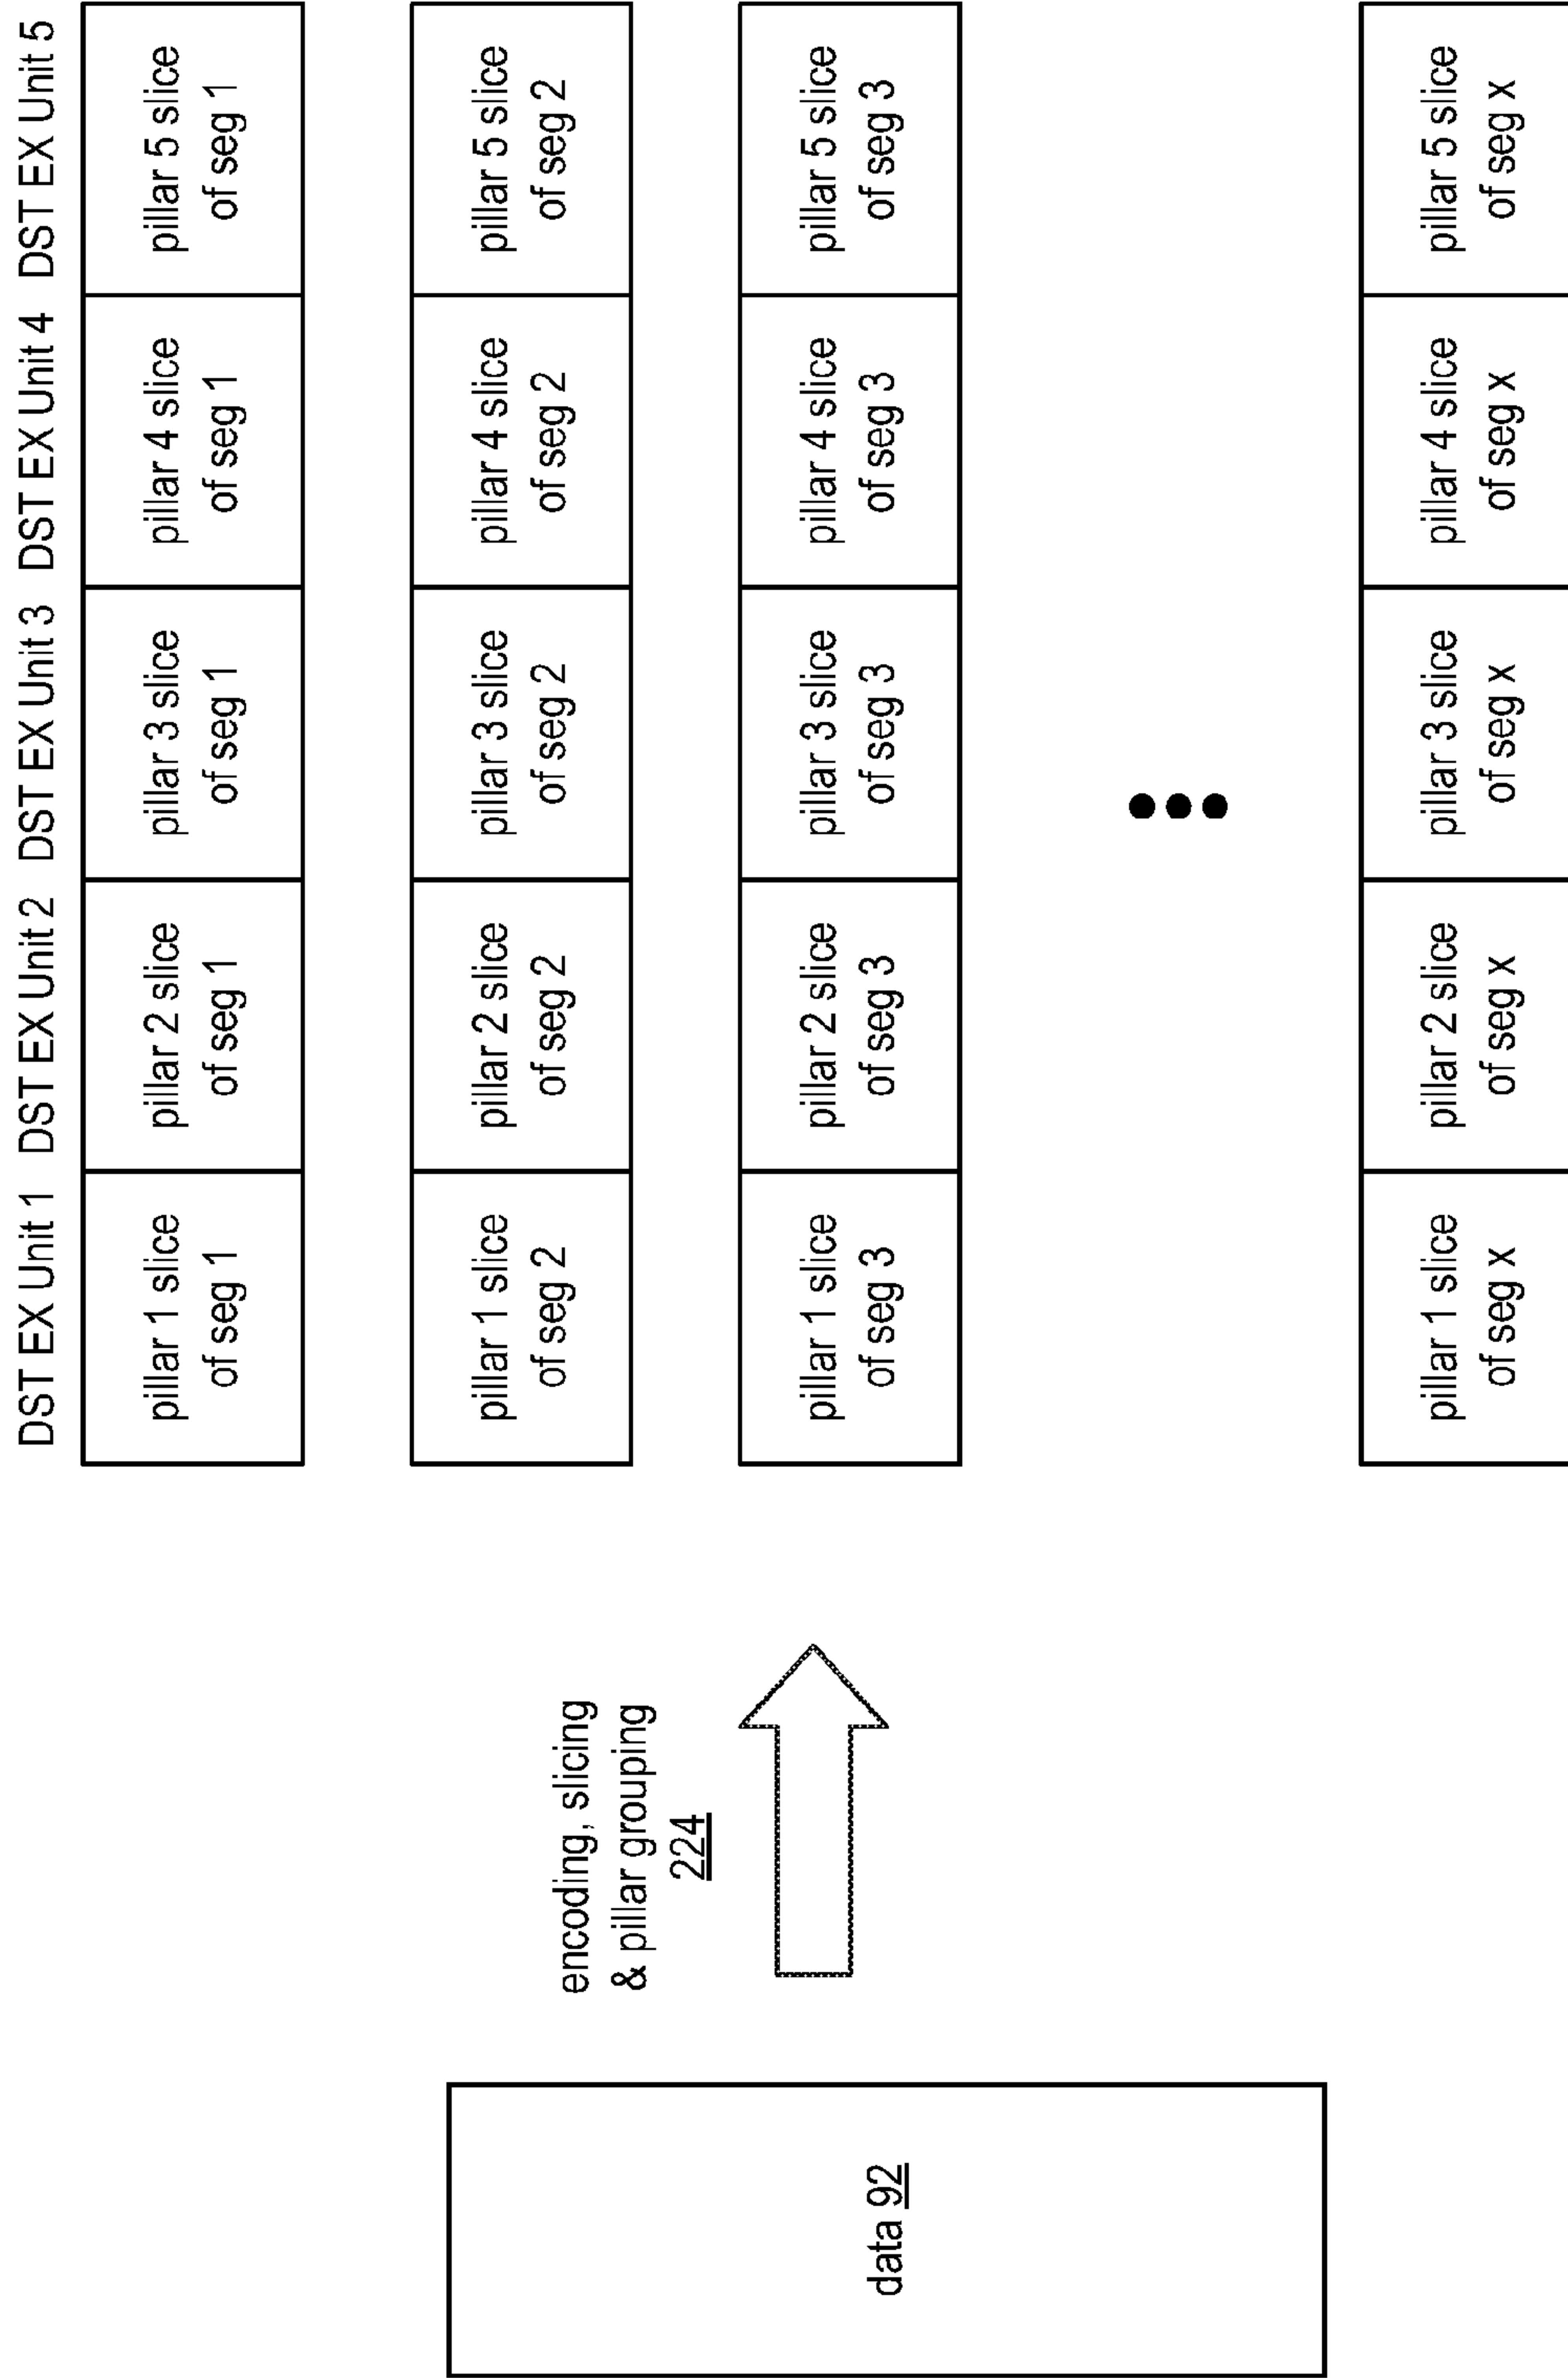 DST EX Unit 1 DST EX Unit 2 DST EX Unit 3 DST EX Unit 4 DST EX Unit 5
pillar 1 slice
of seg 1
pillar 2 slice
of seg 1
pillar 3 slice
of seg 1
pillar 4 slice
of seg 1
pillar 5 slice
of seg 1
pillar 1 slice
of seg 2
pillar 2 slice
of seg 2
pillar 3 slice
of seg 2
pillar 4 slice
of seg 2
pillar 5 slice
of seg 2
encoding, slicing
& pillar grouping
224
data 92
pillar 1 slice
of seg 3
pillar 2 slice
of seg 3
pillar 3 slice
of seg 3
pillar 4 slice
of seg 3
pillar 5 slice
of seg 3
pillar 1 slice
of seg x
pillar 2 slice
of seg x
pillar 3 slice
of seg x
pillar 4 slice
of seg x
pillar 5 slice
of seg x